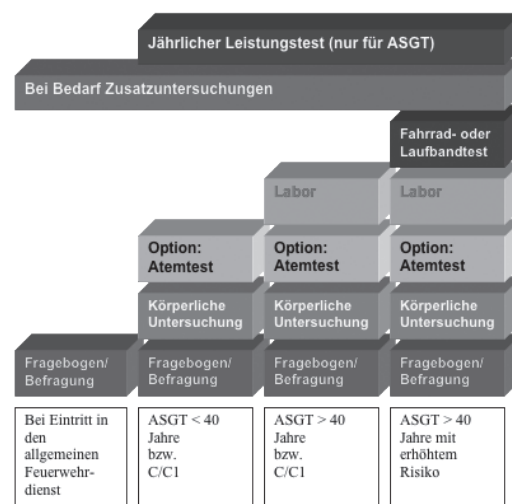 Jährlicher Leistungstest (nur für ASGT)
Bei Bedarf Zusatzuntersuchungen
Fahrrad- oder
Laufbandtest
Labor
Labor
Option:
Atemtest
Option:
Atemtest
Option:
Atemtest
Körperliche
Untersuchung
Körperliche
Untersuchung
Körperliche
Untersuchung
Fragebogen/
Befragung
Fragebogen/
Befragung
Fragebogen/
Befragung
Fragebogen/
Befragung
Bei Eintritt in
den
allgemeinen
Feuerwehr-
dienst
ASGT < 40
Jahre
bzw.
C/C1
ASGT > 40
Jahre
bzw.
C/C1
ASGT > 40
Jahre mit
erhöhtem
Risiko